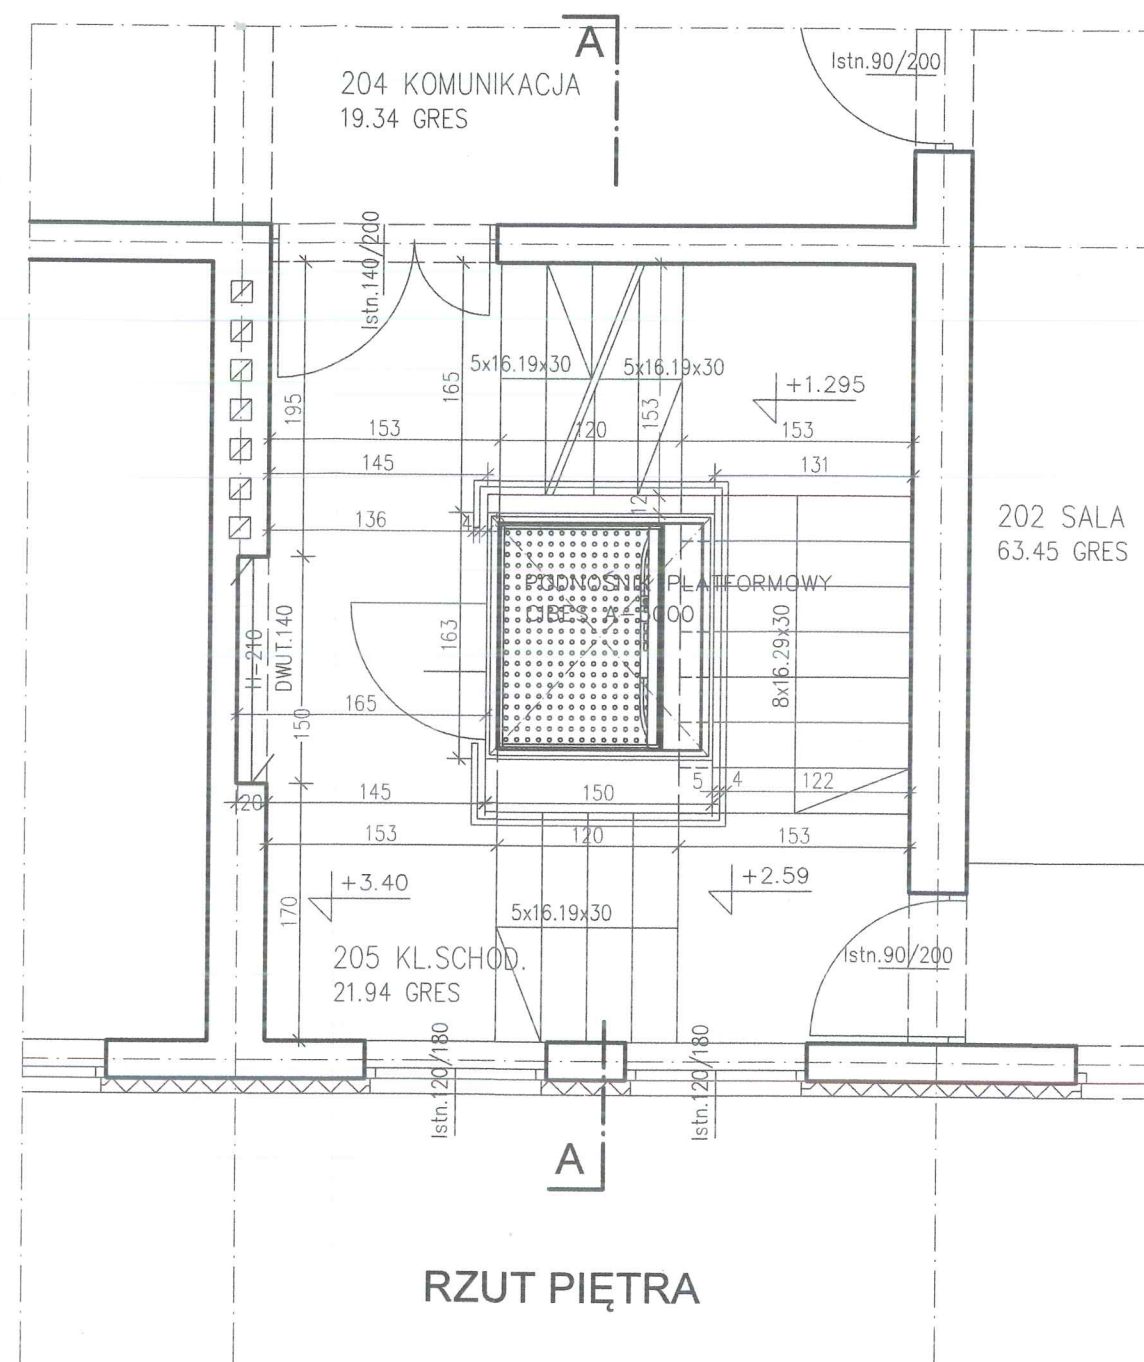 A
Istn.90/200
204 KOMUNIKACJA
19.34 GRES
Istn.140/200
5x16.19x30
5x16.19x30
165
153
195
+1.295
153
120
153
145
131
136
4
12
202 SALA
63.45 GRES
PODNOŚNIK PLATFORMOWY
CIBES A-5000
H=210
DWUT.140
163
8x16.29x30
165
150
5
4
122
20
145
150
153
120
153
+3.40
+2.59
170
5x16.19x30
205 KL.SCHOD.
21.94 GRES
Istn.90/200
Istn.120/180
Istn.120/180
A
RZUT PIĘTRA